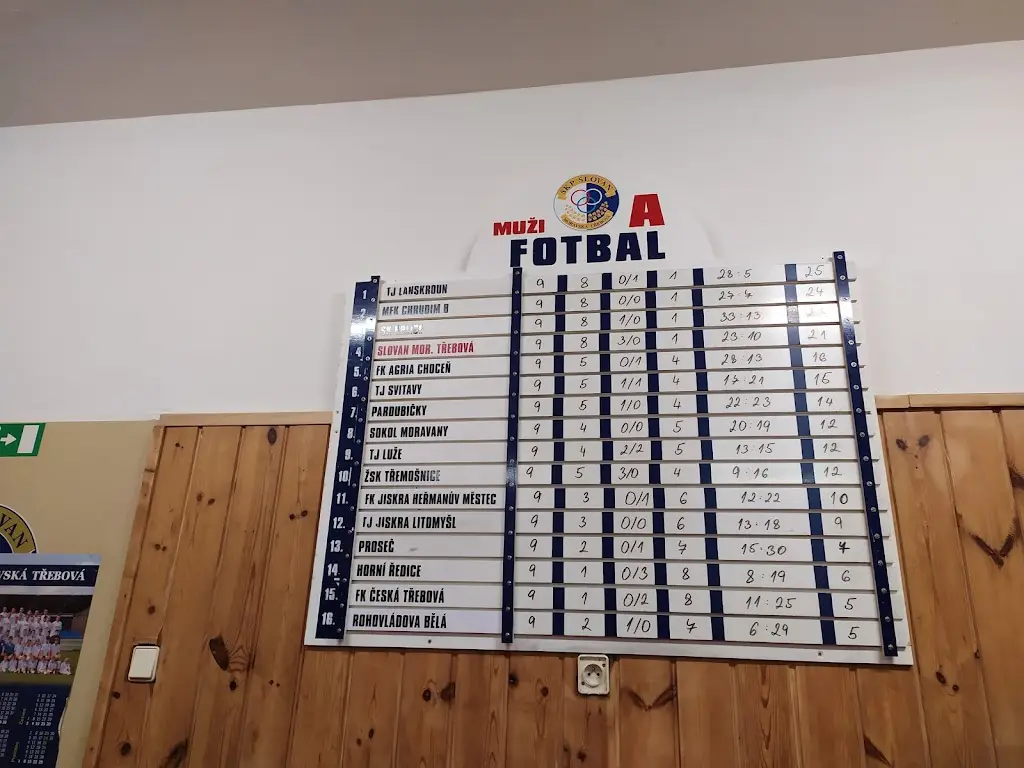 SKP SLOVAN
MORAVSKÁ TŘEBOVÁ
MUŽI A
FOTBAL
1 TJ LANŠKROUN 9 8 0/1 1 28:5 25
2 MFK CHRUDIM B 9 8 0/0 1 27:4 24
SK 9 8 1/0 1 33:13
4. SLOVAN MOR. TŘEBOVÁ 9 8 3/0 1 23:10 21
5. FK AGRIA CHOCEŇ 9 5 0/1 4 28:13 16
6. TJ SVITAVY 9 5 1/1 4 17:21 15
7. PARDUBIČKY 9 5 1/0 4 22:23 14
8. SOKOL MORAVANY 9 4 0/0 5 20:19 12
9. TJ LUŽE 9 4 2/2 5 13:15 12
10. ŽSK TŘEMOŠNICE 9 5 3/0 4 9:16 12
11. FK JISKRA HEŘMANŮV MĚSTEC 9 3 0/1 6 12:22 10
12. TJ JISKRA LITOMYŠL 9 3 0/0 6 13:18 9
13. PROSEČ 9 2 0/1 7 15:30 7
14. HORNÍ ŘEDICE 9 1 0/3 8 8:19 6
15. FK ČESKÁ TŘEBOVÁ 9 1 0/2 8 11:25 5
16. ROHOVLÁDOVA BĚLÁ 9 2 1/0 7 6:29 5
VAN
VSKÁ TŘEBOVÁ